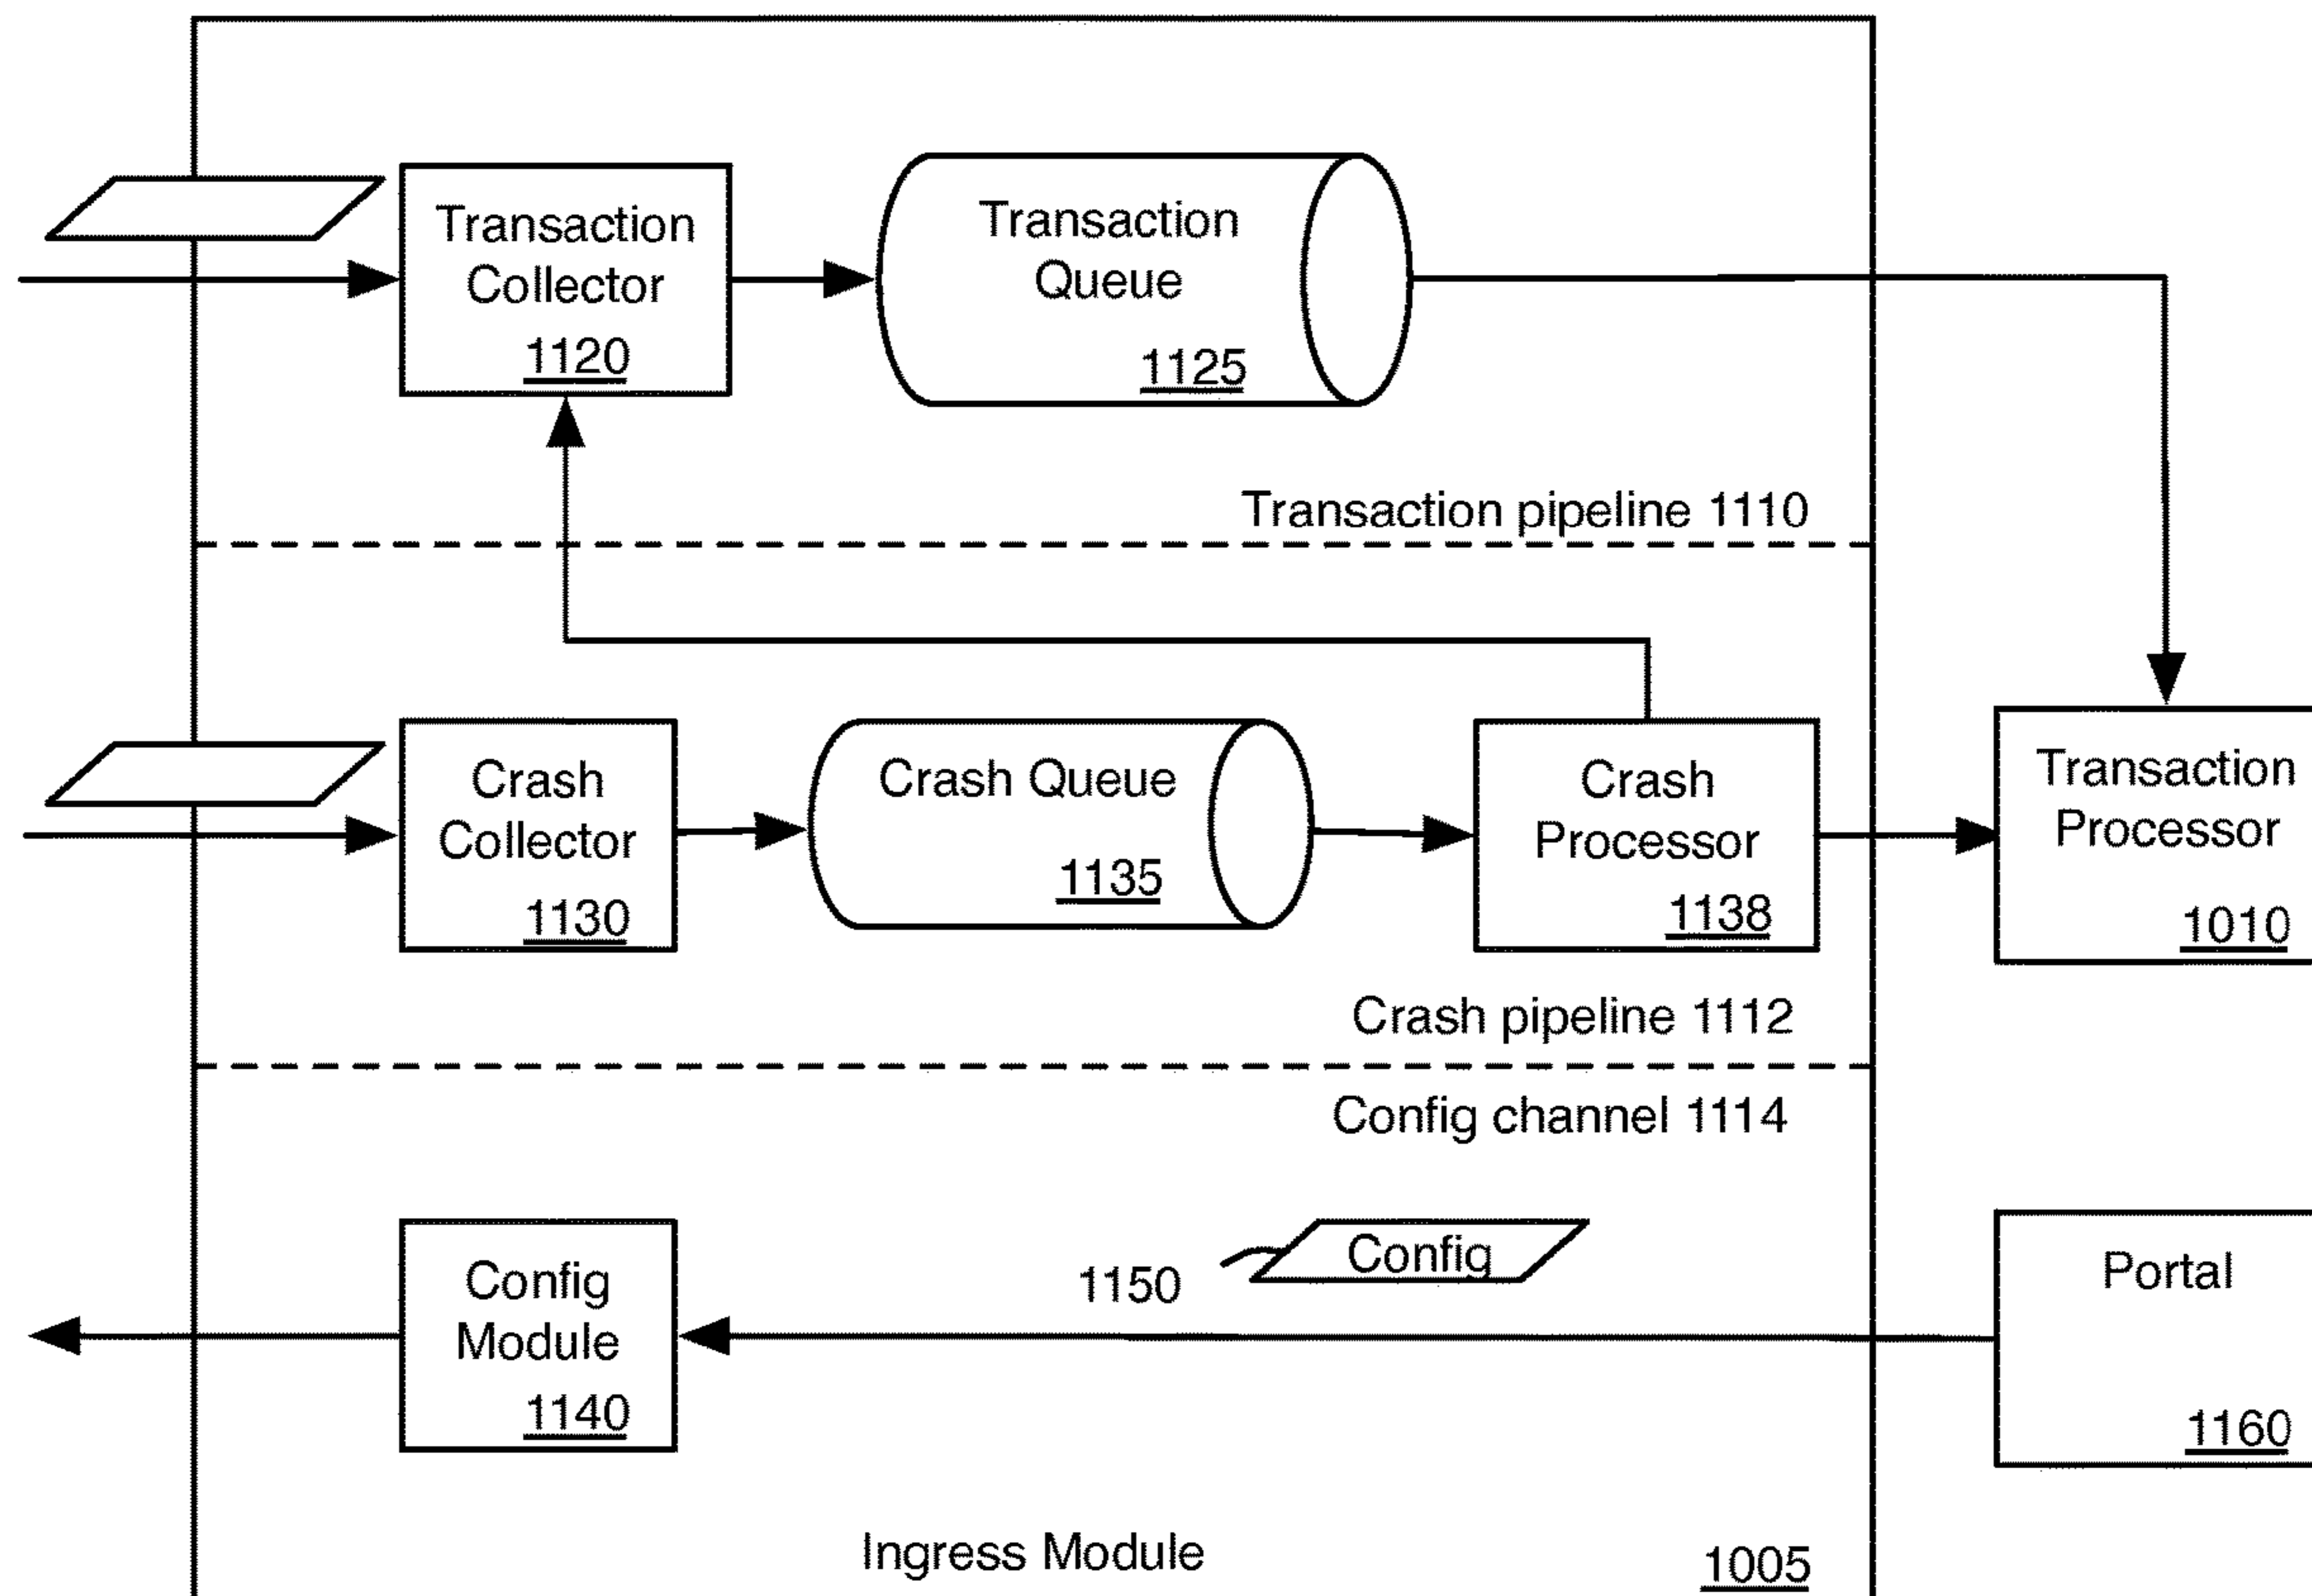 Transaction
Collector
1120
Transaction
Queue
1125
Transaction pipeline 1110
Crash
Collector
1130
Crash Queue
1135
Crash
Processor
1138
Transaction
Processor
1010
Crash pipeline 1112
Config channel 1114
Config
Module
1140
1150
Config
Portal
1160
Ingress Module
1005